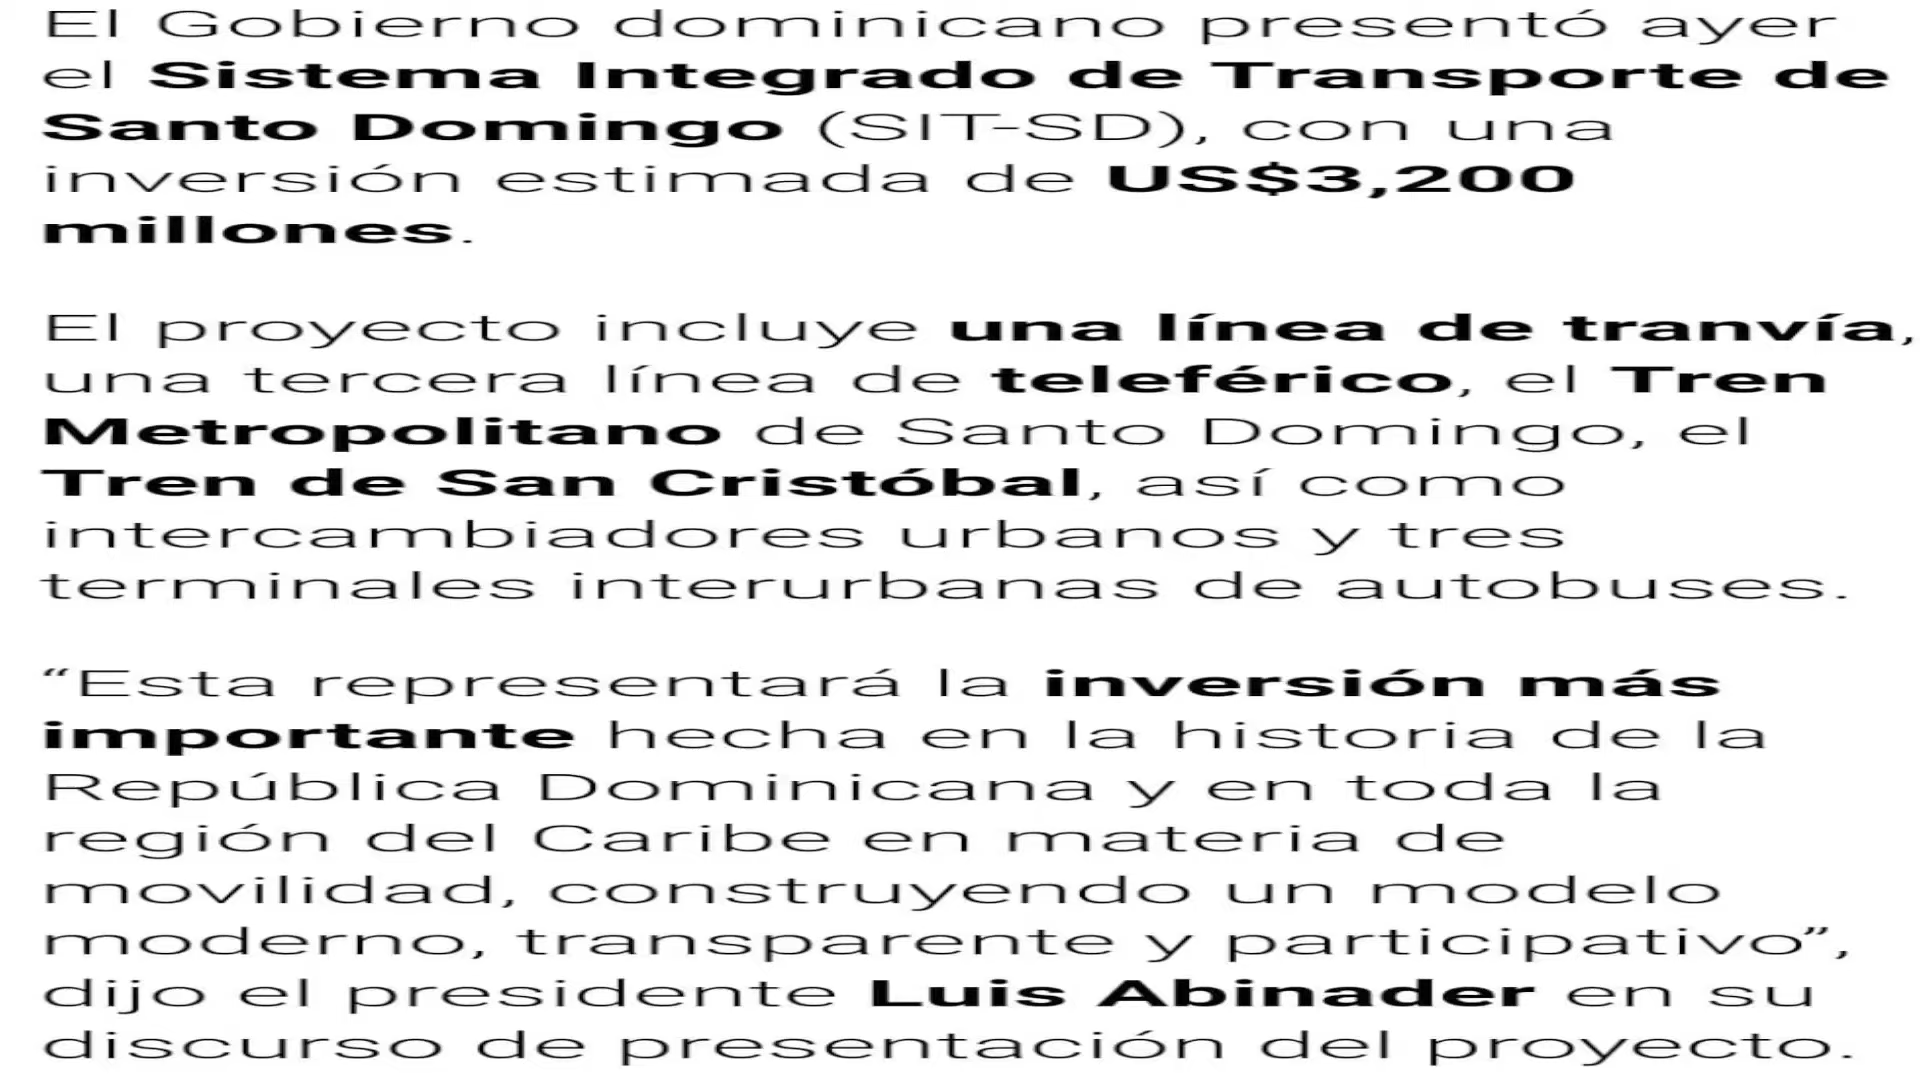 El Gobierno dominicano presentó ayer
el Sistema Integrado de Transporte de
Santo Domingo (SIT-SD), con una
inversión estimada de US$3,200
millones.
El proyecto incluye una línea de tranvía,
una tercera línea de teleférico, el Tren
Metropolitano de Santo Domingo, el
Tren de San Cristóbal, así como
intercambiadores urbanos y tres
terminales interurbanas de autobuses.
“Esta representará la inversión más
importante hecha en la historia de la
República Dominicana y en toda la
región del Caribe en materia de
movilidad, construyendo un modelo
moderno, transparente y participativo”,
dijo el presidente Luis Abinader en su
discurso de presentación del proyecto.